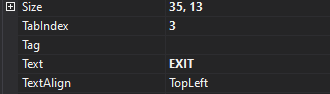 Size 35, 13
TabIndex 3
Tag
Text EXIT
TextAlign TopLeft